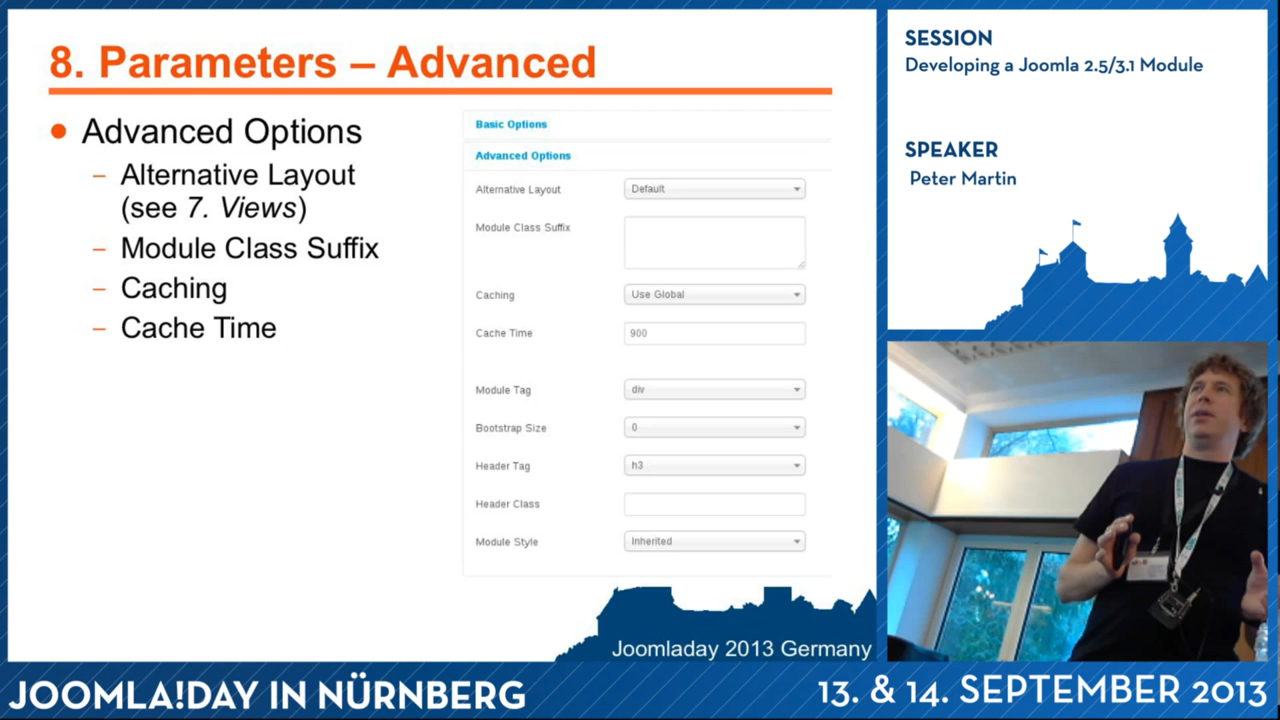 8. Parameters – Advanced
● Advanced Options
– Alternative Layout
(see 7. Views)
– Module Class Suffix
– Caching
– Cache Time
Basic Options
Advanced Options
Alternative Layout Default
Module Class Suffix
Caching Use Global
Cache Time 900
Module Tag div
Bootstrap Size 0
Header Tag h3
Header Class
Module Style Inherited
Joomladay 2013 Germany
SESSION
Developing a Joomla 2.5/3.1 Module
SPEAKER
Peter Martin
JOOMLA!DAY IN NÜRNBERG
13. & 14. SEPTEMBER 2013